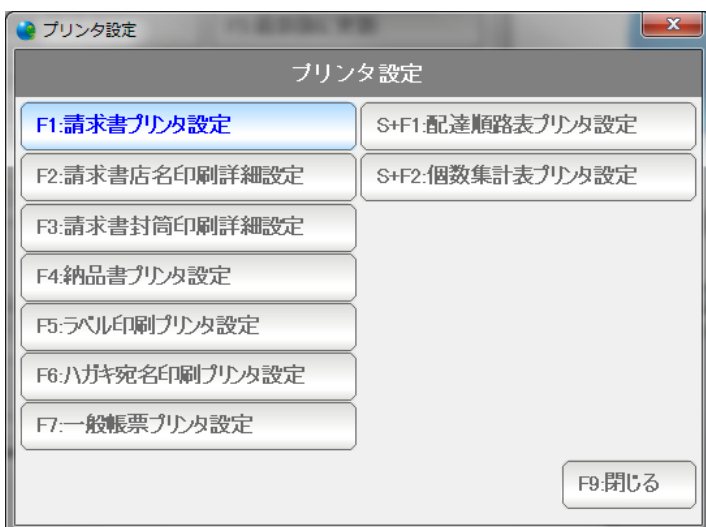 プリンタ設定
プリンタ設定
F1:請求書プリンタ設定
F2:請求書店名印刷詳細設定
F3:請求書封筒印刷詳細設定
F4:納品書プリンタ設定
F5:ラベル印刷プリンタ設定
F6:ハガキ宛名印刷プリンタ設定
F7:一般帳票プリンタ設定
S+F1:配達順路表プリンタ設定
S+F2:個数集計表プリンタ設定
F9:閉じる